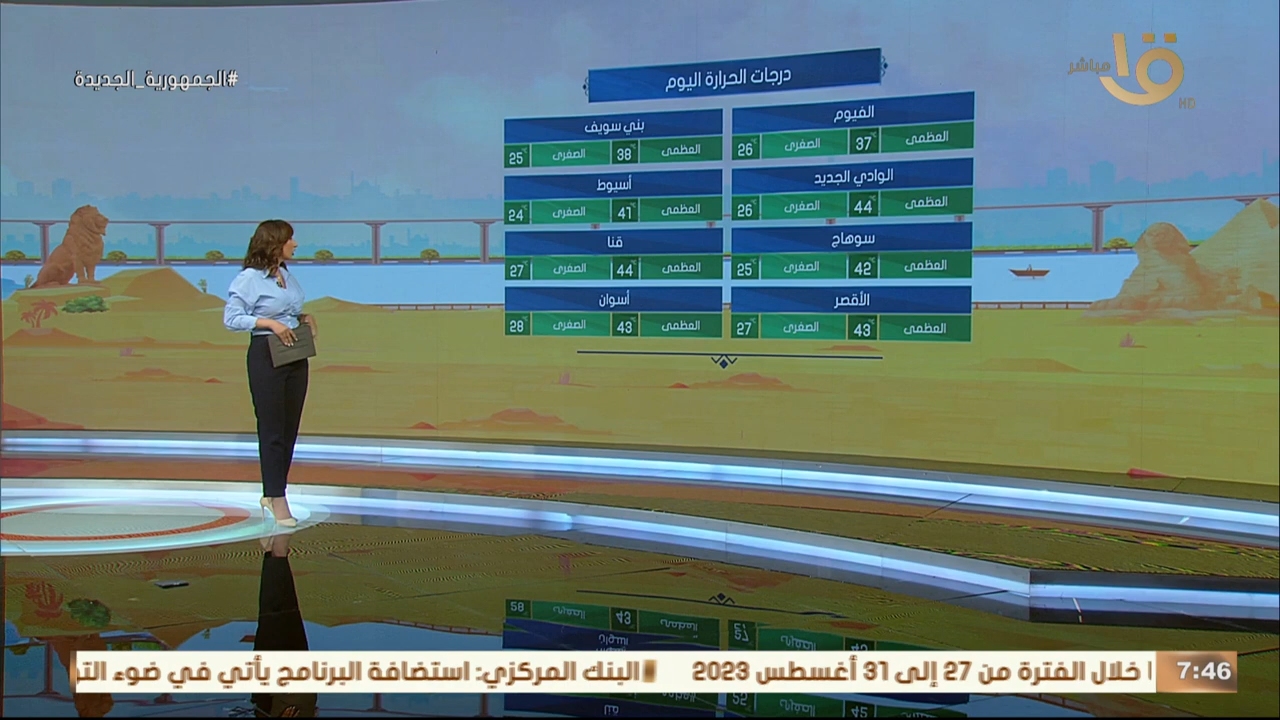 #الجمهورية_الجديدة
مباشر
HD
درجات الحرارة اليوم
الفيوم
العظمى 37°c الصغرى 26°c
بني سويف
العظمى 38°c الصغرى 25°c
الوادي الجديد
العظمى 44°c الصغرى 26°c
أسيوط
العظمى 41°c الصغرى 24°c
سوهاج
العظمى 42°c الصغرى 25°c
قنا
العظمى 44°c الصغرى 27°c
الأقصر
العظمى 43°c الصغرى 27°c
أسوان
العظمى 43°c الصغرى 28°c
7:46
خلال الفترة من 27 إلى 31 أغسطس 2023 البنك المركزي: استضافة البرنامج يأتي في ضوء